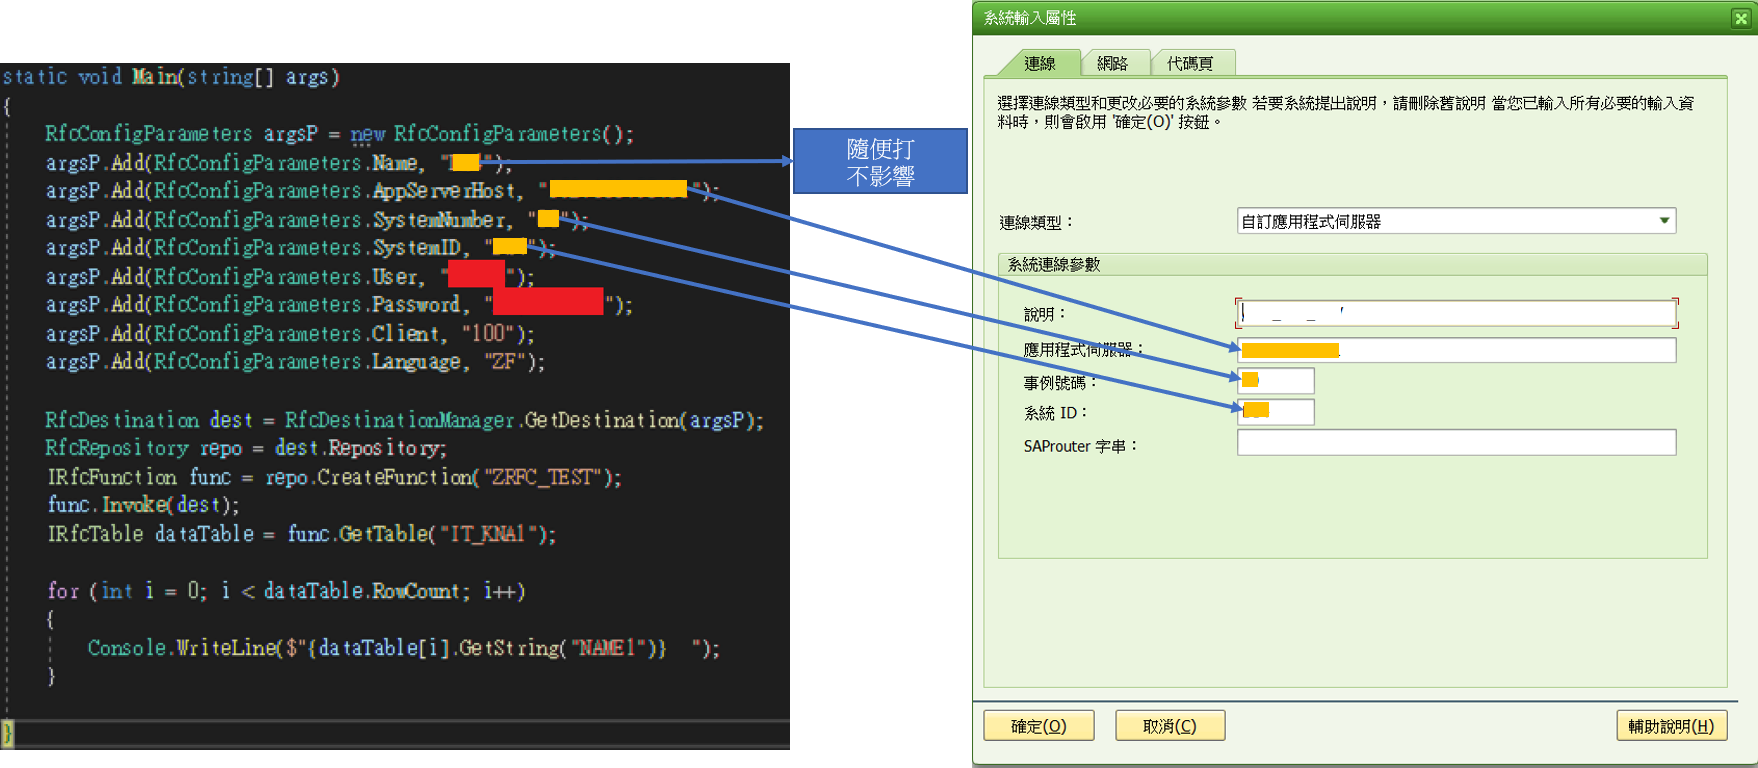 static void Main(string[] args)
{
RfcConfigParameters argsP = new RfcConfigParameters();
argsP.Add(RfcConfigParameters.Name, "");
argsP.Add(RfcConfigParameters.AppServerHost, "");
argsP.Add(RfcConfigParameters.SystemNumber, "");
argsP.Add(RfcConfigParameters.SystemID, "");
argsP.Add(RfcConfigParameters.User, "");
argsP.Add(RfcConfigParameters.Password, "");
argsP.Add(RfcConfigParameters.Client, "100");
argsP.Add(RfcConfigParameters.Language, "ZF");
RfcDestination dest = RfcDestinationManager.GetDestination(argsP);
RfcRepository repo = dest.Repository;
IRfcFunction func = repo.CreateFunction("ZRFC_TEST");
func.Invoke(dest);
IRfcTable dataTable = func.GetTable("IT_KNA1");
for (int i = 0; i < dataTable.RowCount; i++)
{
Console.WriteLine($"{dataTable[i].GetString("NAME1")}  ");
}
}
隨便打
不影響
系統輸入屬性
連線
網路
代碼頁
選擇連線類型和更改必要的系統參數 若要系統提出說明，請刪除舊說明 當您已輸入所有必要的輸入資
料時，則會啟用 '確定(O)' 按鈕。
連線類型：
自訂應用程式伺服器
系統連線參數
說明：
應用程式伺服器：
事例號碼：
系統 ID：
SAProuter 字串：
確定(O)
取消(C)
輔助說明(H)